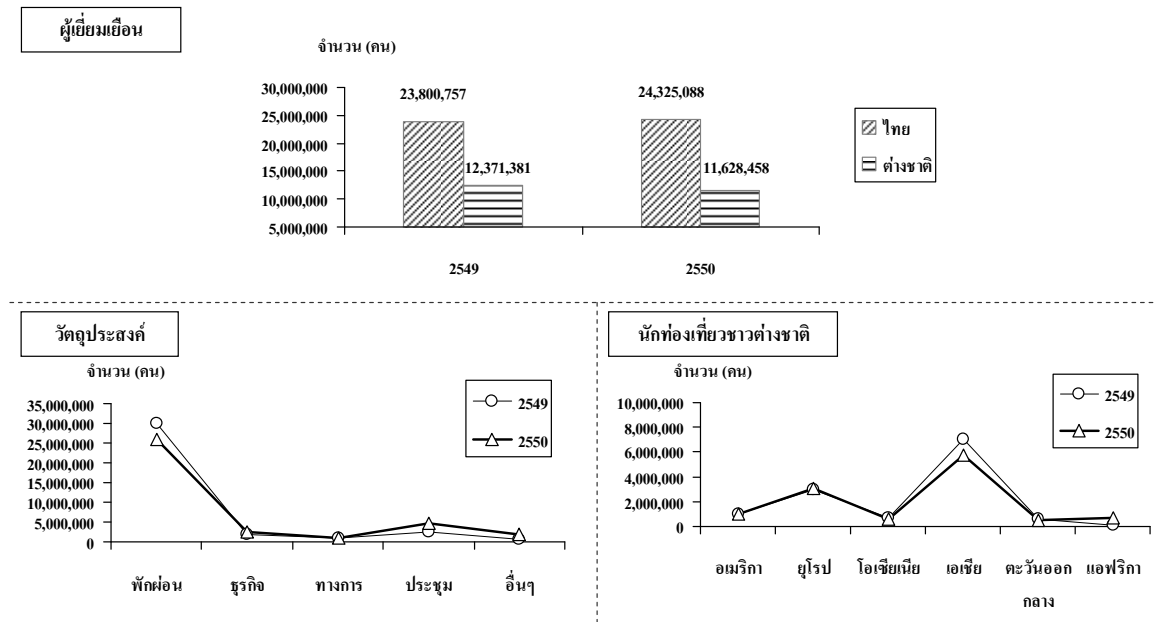 ผู้เยี่ยมเยือน
จำนวน (คน)
30,000,000
25,000,000
20,000,000
15,000,000
10,000,000
5,000,000
23,800,757
12,371,381
24,325,088
11,628,458
2549
2550
ไทย
ต่างชาติ
วัตถุประสงค์
จำนวน (คน)
35,000,000
30,000,000
25,000,000
20,000,000
15,000,000
10,000,000
5,000,000
0
พักผ่อน
ธุรกิจ
ทางการ
ประชุม
อื่นๆ
2549
2550
นักท่องเที่ยวชาวต่างชาติ
จำนวน (คน)
10,000,000
8,000,000
6,000,000
4,000,000
2,000,000
0
อเมริกา
ยุโรป
โอเชียเนีย
เอเชีย
ตะวันออก
กลาง
แอฟริกา
2549
2550